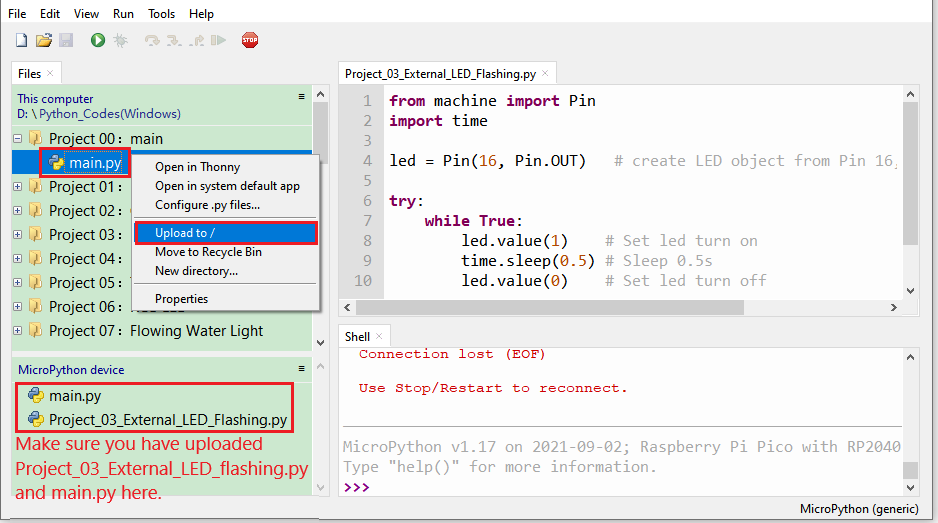 File Edit View Run Tools Help
STOP
Files
This computer
D: \ Python_Codes(Windows)
Project 00：main
main.py
Project 01：
Project 02：
Project 03：
Project 04：
Project 05：
Project 06：
Project 07：Flowing Water Light
Open in Thonny
Open in system default app
Configure .py files...
Upload to /
Move to Recycle Bin
New directory...
Properties
MicroPython device
main.py
Project_03_External_LED_Flashing.py
Make sure you have uploaded
Project_03_External_LED_flashing.py
and main.py here.
Project_03_External_LED_Flashing.py
1 from machine import Pin
2 import time
3
4 led = Pin(16, Pin.OUT) # create LED object from Pin 16,
5
6 try:
7 while True:
8 led.value(1) # Set led turn on
9 time.sleep(0.5) # Sleep 0.5s
10 led.value(0) # Set led turn off
Shell
Connection lost (EOF)
Use Stop/Restart to reconnect.
MicroPython v1.17 on 2021-09-02; Raspberry Pi Pico with RP2040
Type "help()" for more information.
>>>
MicroPython (generic)